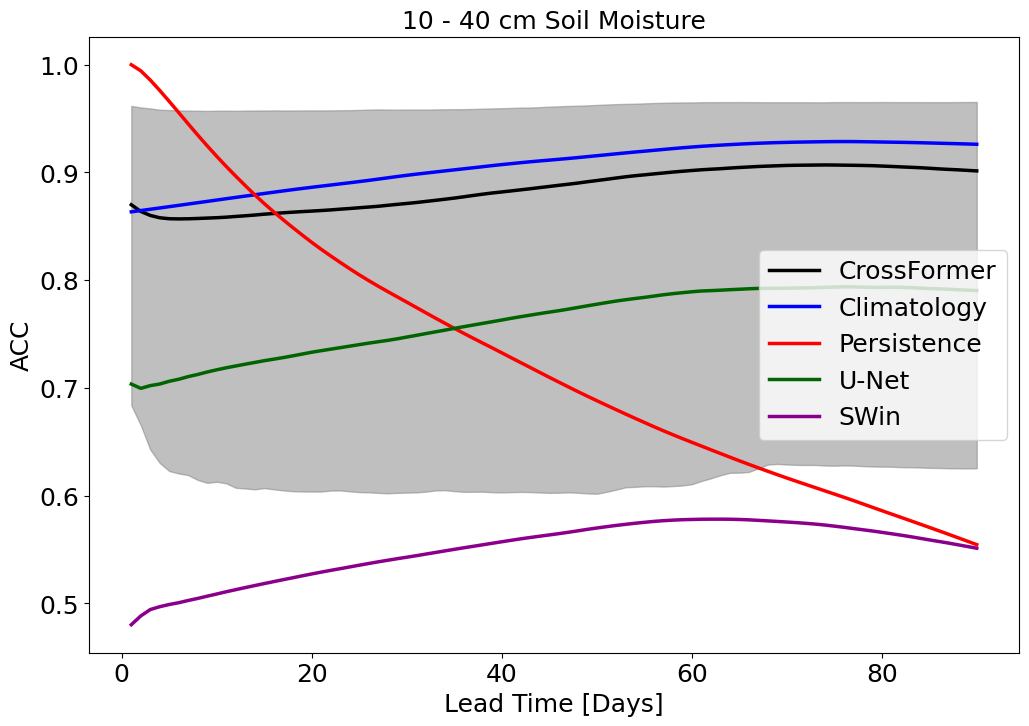 10 - 40 cm Soil Moisture
ACC
1.0
0.9
0.8
0.7
0.6
0.5
CrossFormer
Climatology
Persistence
U-Net
SWin
0 20 40 60 80
Lead Time [Days]